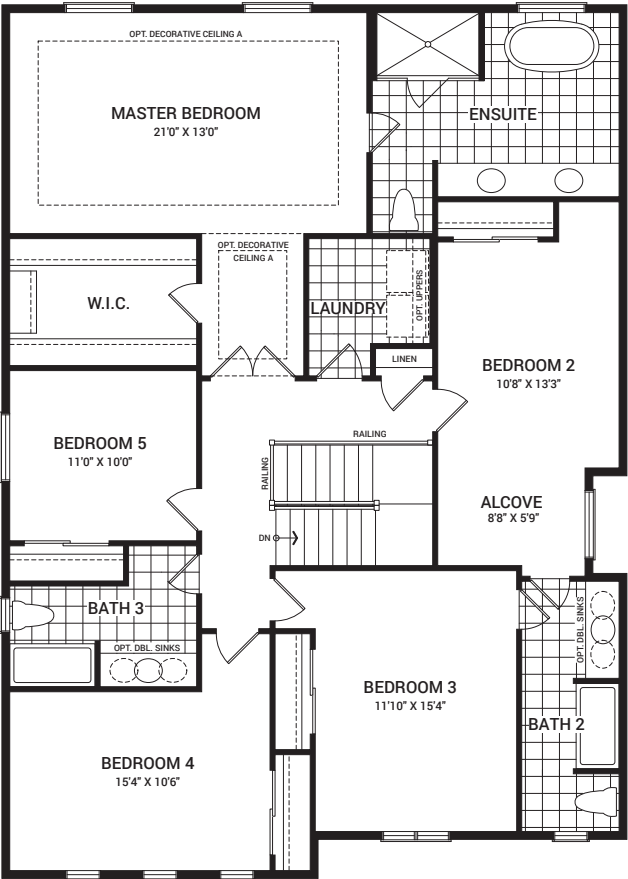 OPT. DECORATIVE CEILING A
MASTER BEDROOM
21'0" X 13'0"
ENSUITE
OPT. DECORATIVE
CEILING A
W.I.C.
LAUNDRY
OPT. UPPERS
LINEN
BEDROOM 2
10'8" X 13'3"
RAILING
BEDROOM 5
11'0" X 10'0"
RAILING
ALCOVE
8'8" X 5'9"
DN
BATH 3
OPT. DBL. SINKS
OPT. DBL. SINKS
BEDROOM 3
11'10" X 15'4"
BATH 2
BEDROOM 4
15'4" X 10'6"